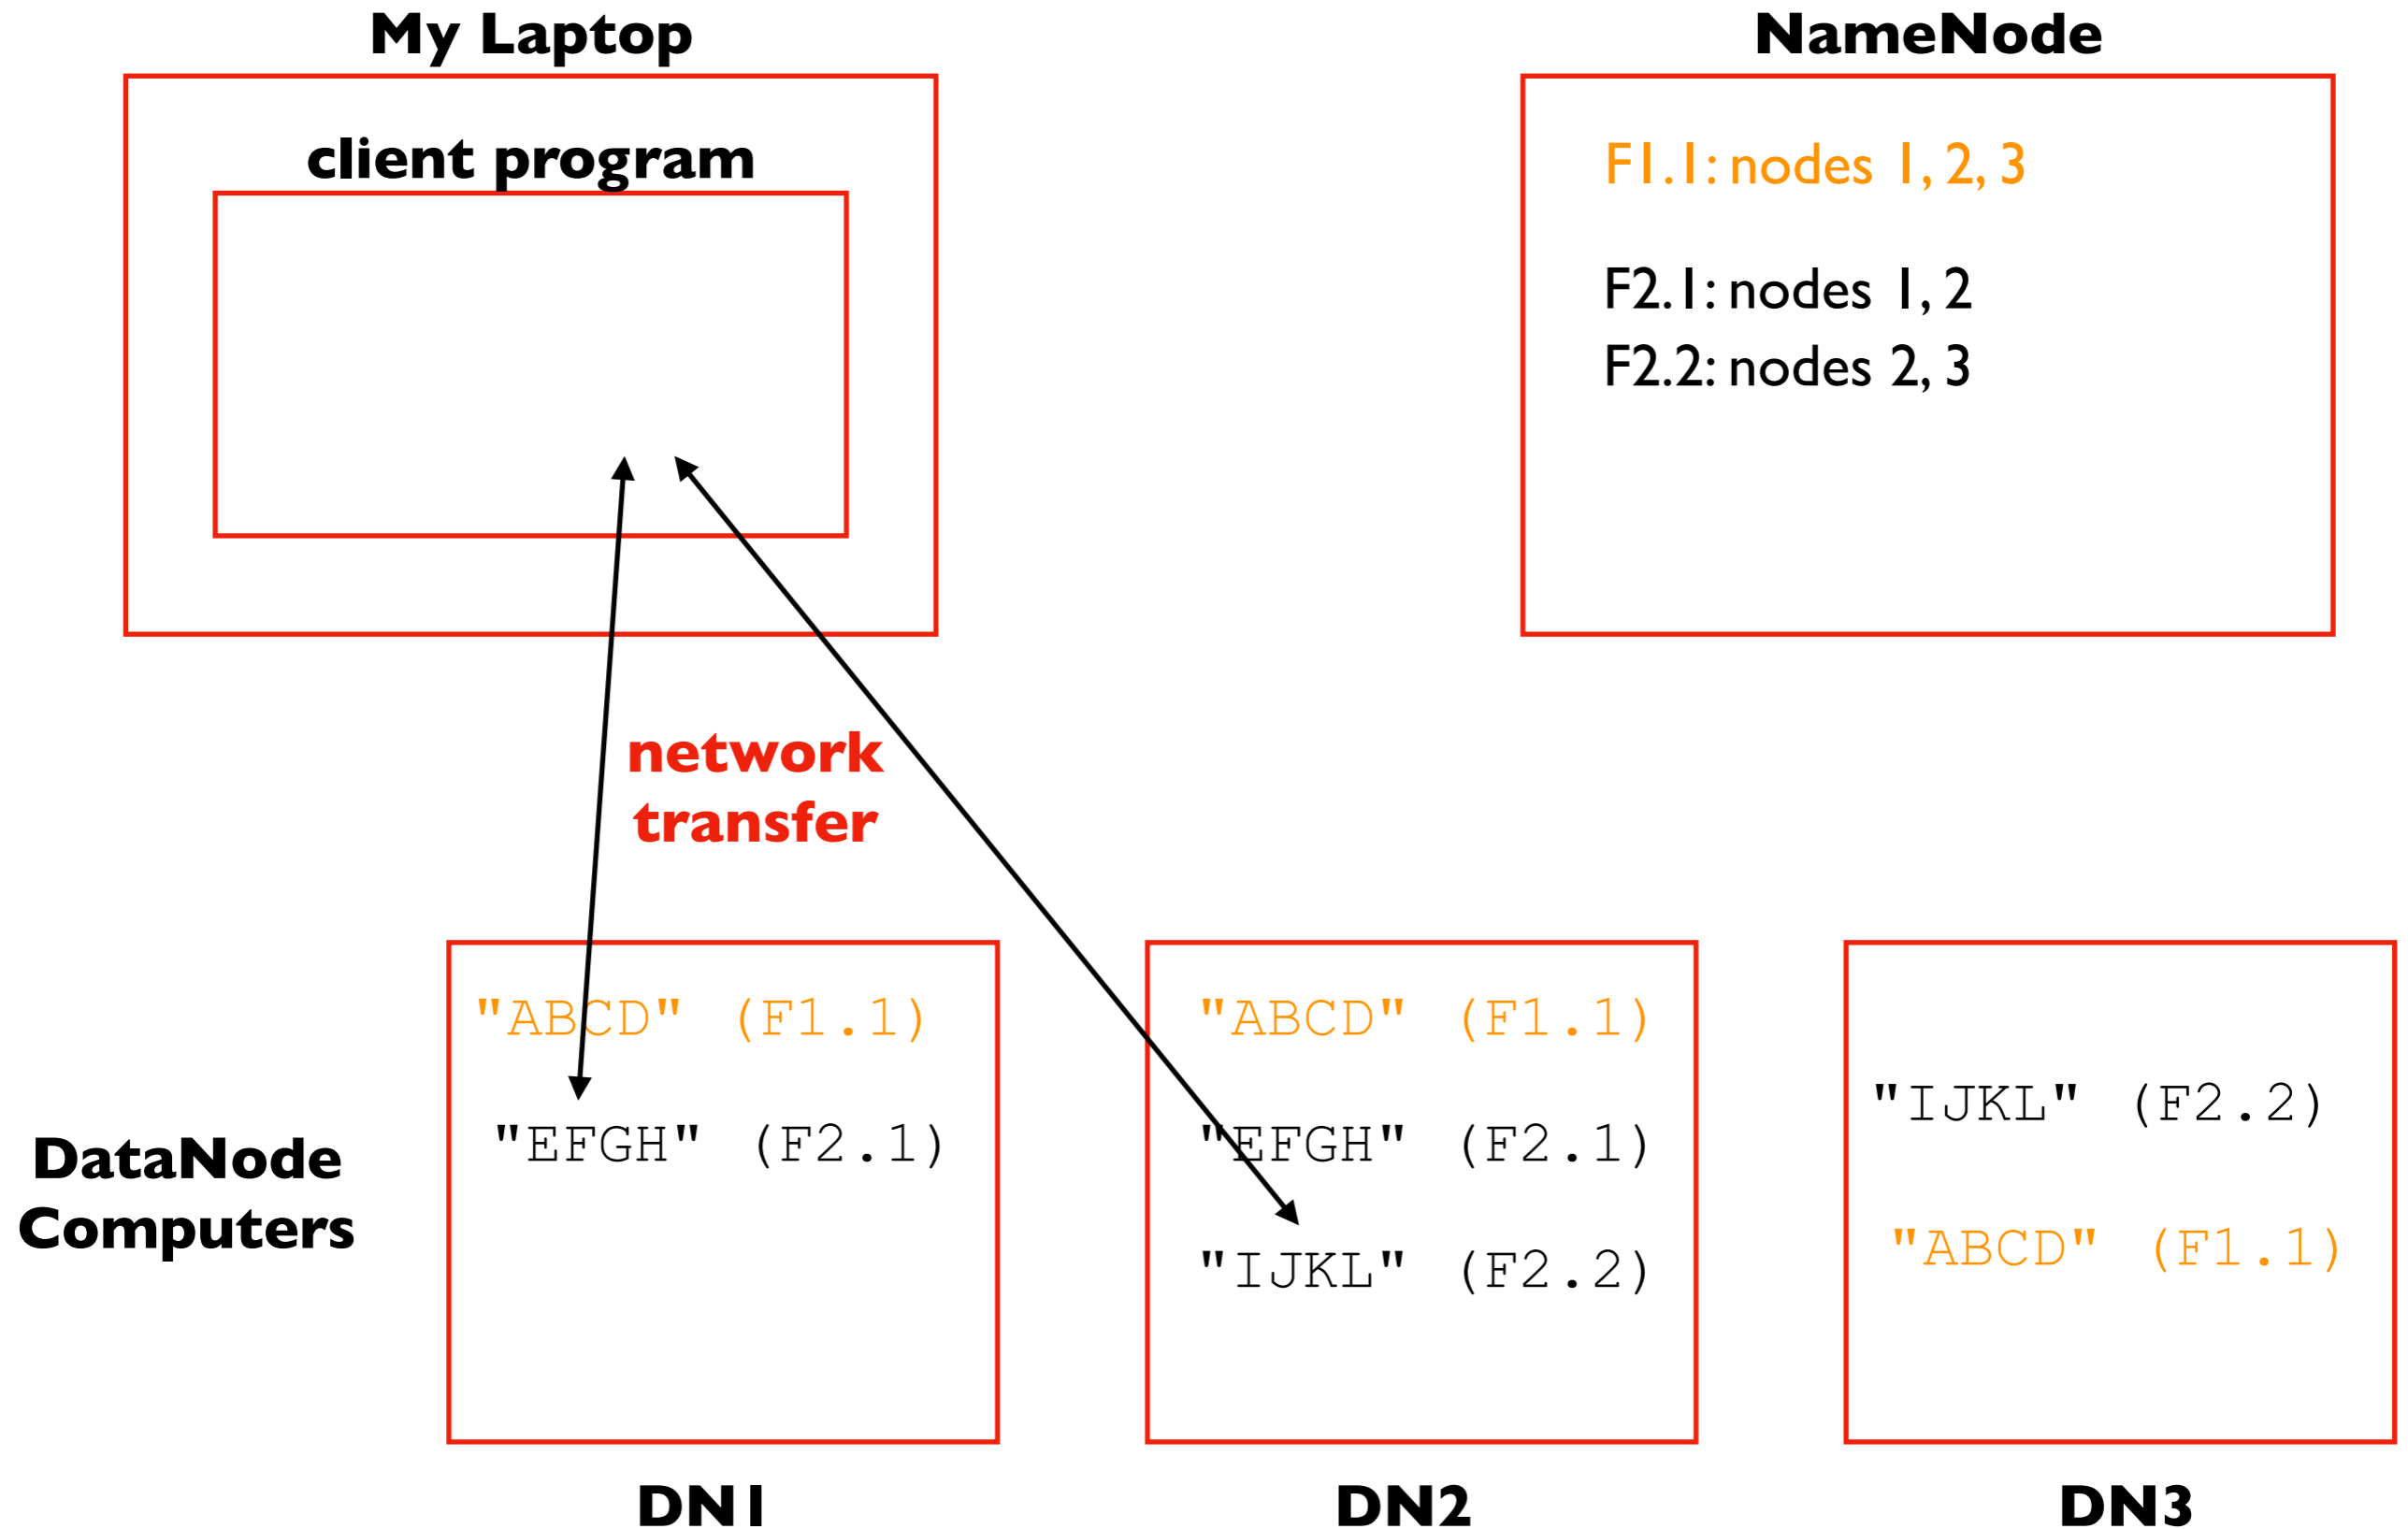 My Laptop
NameNode
client program
F1.1: nodes 1, 2, 3
F2.1: nodes 1, 2
F2.2: nodes 2, 3
network
transfer
DataNode
Computers
"ABCD" (F1.1)
"EFGH" (F2.1)
DN1
"ABCD" (F1.1)
"EFGH" (F2.1)
"IJKL" (F2.2)
DN2
"IJKL" (F2.2)
"ABCD" (F1.1)
DN3